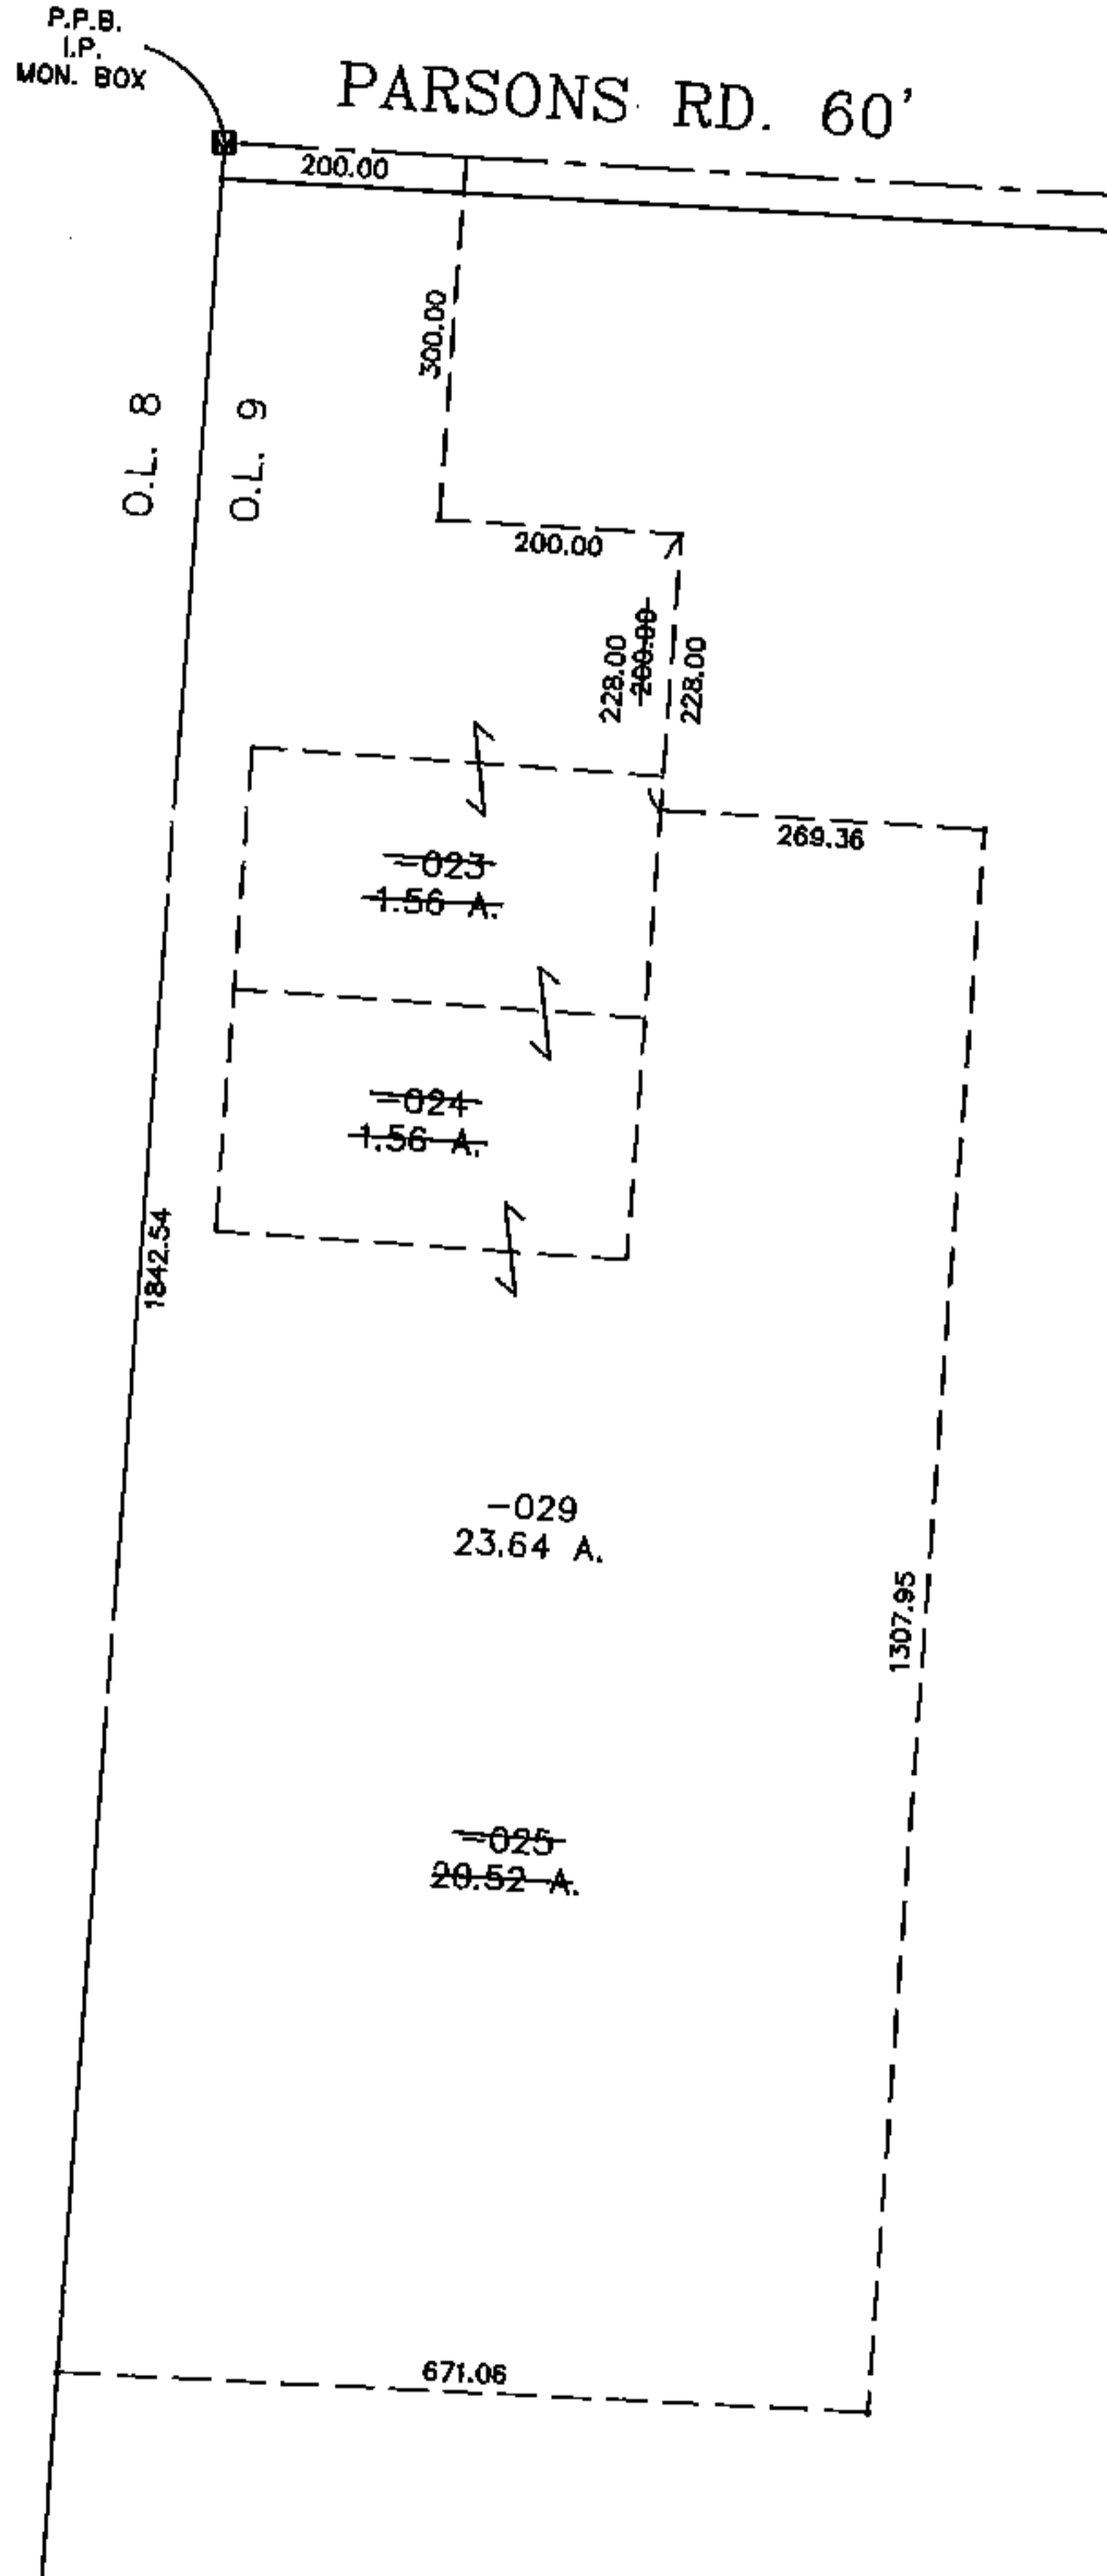 P.P.B.
I.P.
MON. BOX
PARSONS RD. 60'
200.00
300.00
O.L. 8
O.L. 9
200.00
228.00
200.00
228.00
269.36
-023
1.56 A.
-024
1.56 A.
1842.54
-029
23.64 A.
1307.95
-025
20.52 A.
671.06